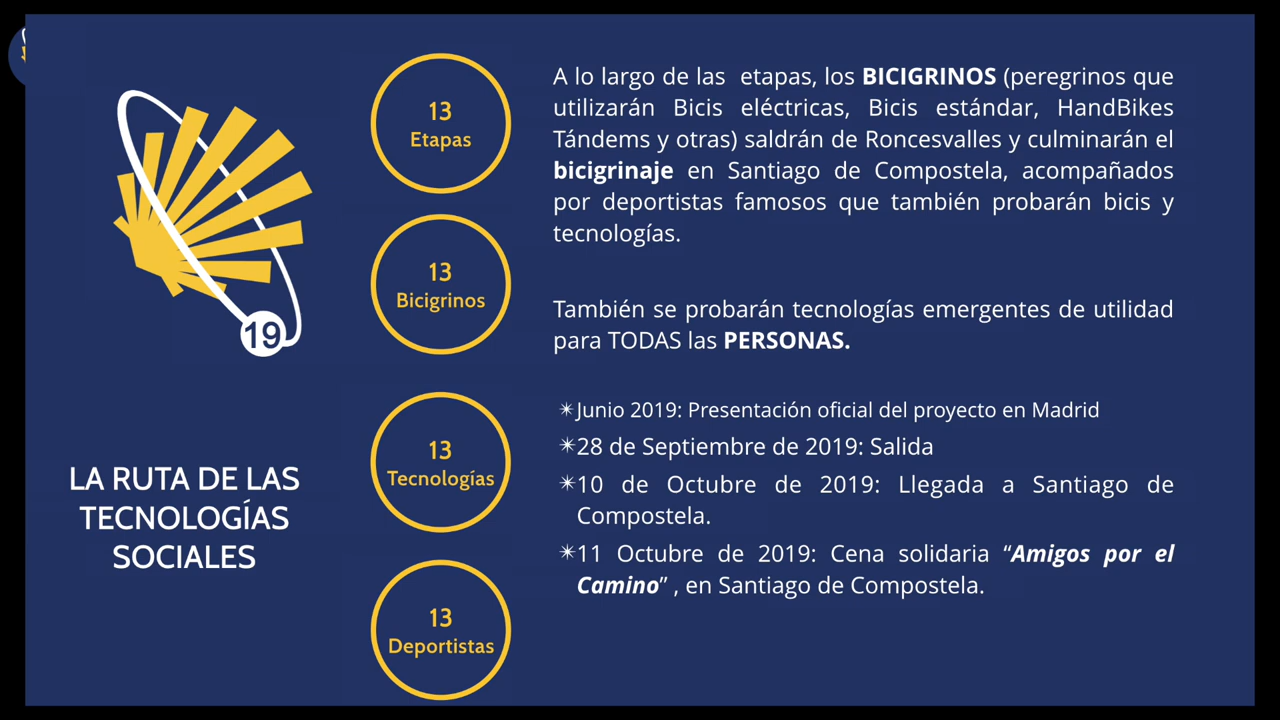 19
LA RUTA DE LAS
TECNOLOGÍAS
SOCIALES
13
Etapas
13
Bicigrinos
13
Tecnologías
13
Deportistas
A lo largo de las etapas, los BICIGRINOS (peregrinos que
utilizarán Bicis eléctricas, Bicis estándar, HandBikes
Tándems y otras) saldrán de Roncesvalles y culminarán el
bicigrinaje en Santiago de Compostela, acompañados
por deportistas famosos que también probarán bicis y
tecnologías.
También se probarán tecnologías emergentes de utilidad
para TODAS las PERSONAS.
✴Junio 2019: Presentación oficial del proyecto en Madrid
✴28 de Septiembre de 2019: Salida
✴10 de Octubre de 2019: Llegada a Santiago de
Compostela.
✴11 Octubre de 2019: Cena solidaria “Amigos por el
Camino” , en Santiago de Compostela.